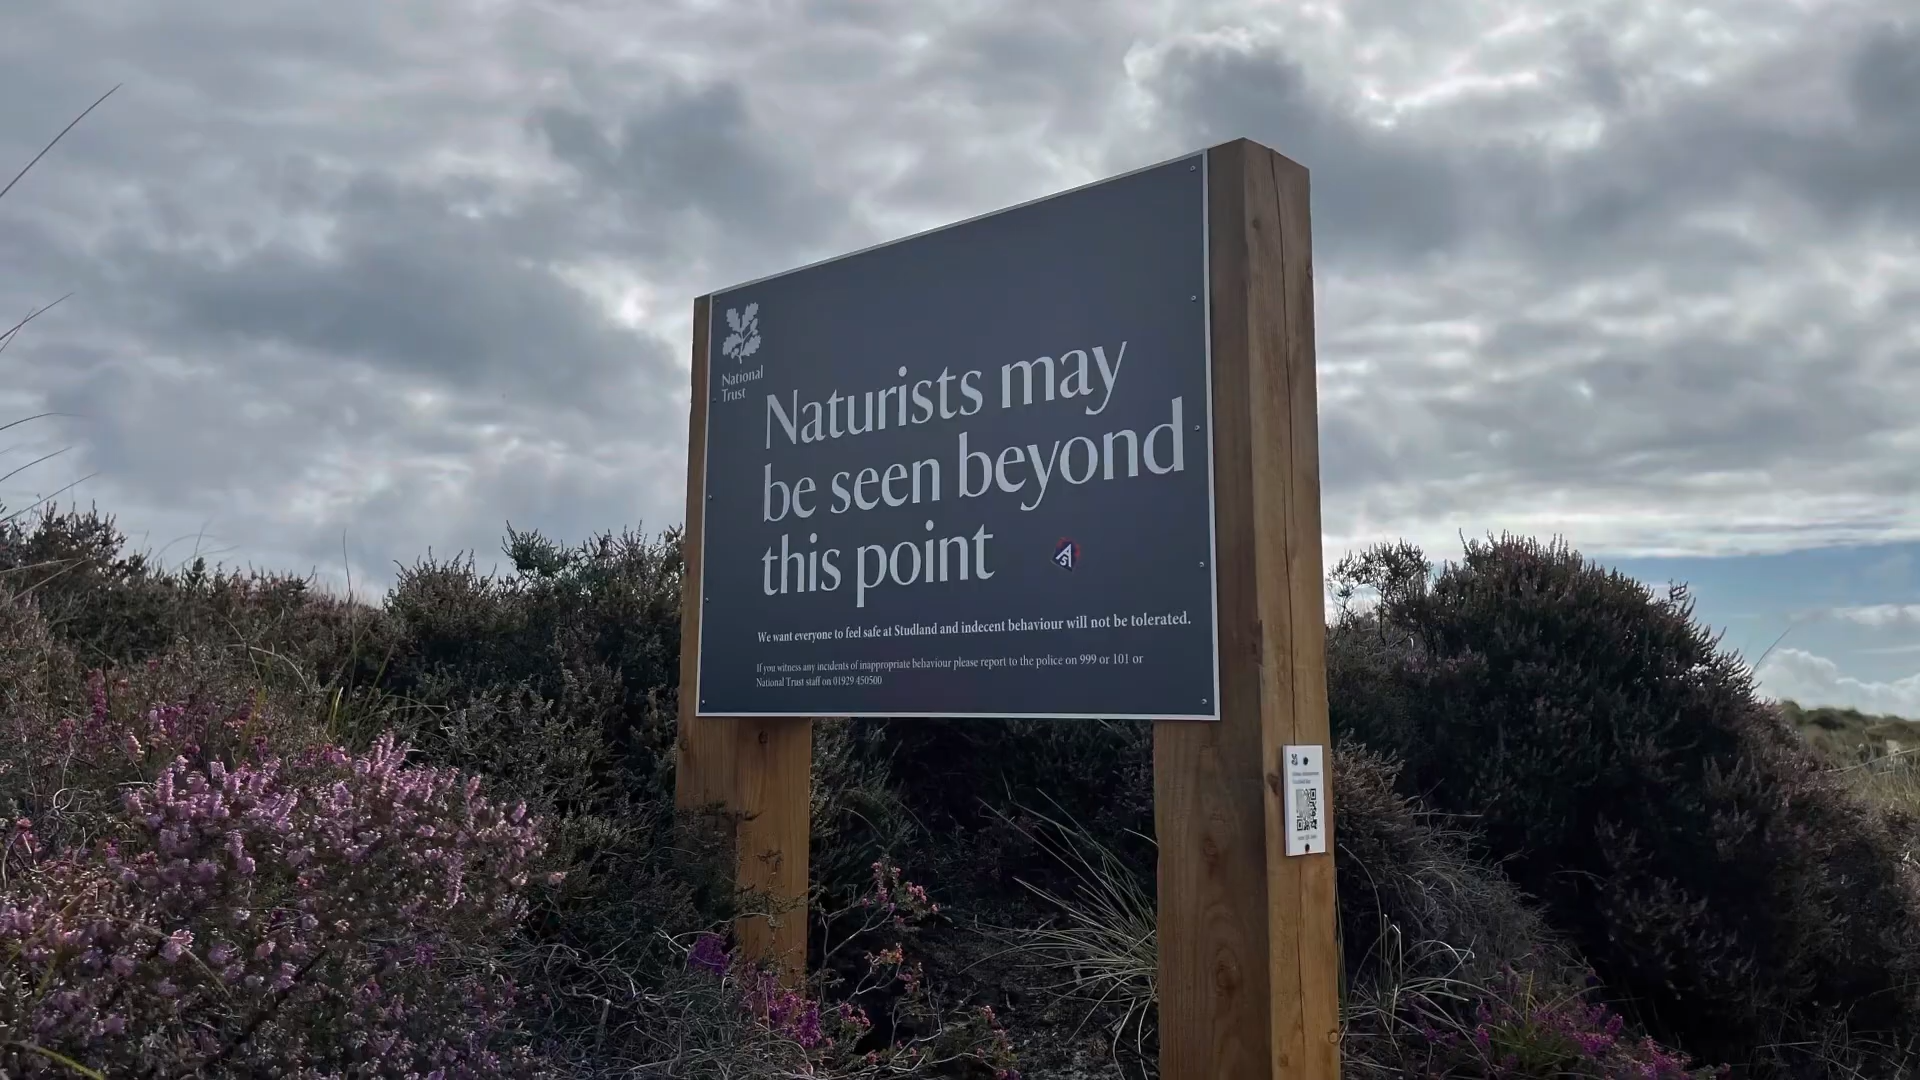 National
Trust
Naturists may
be seen beyond
this point
We want everyone to feel safe at Studland and indecent behaviour will not be tolerated.
If you witness any incidents of inappropriate behaviour please report to the police on 999 or 101 or
National Trust staff on 01929 450500